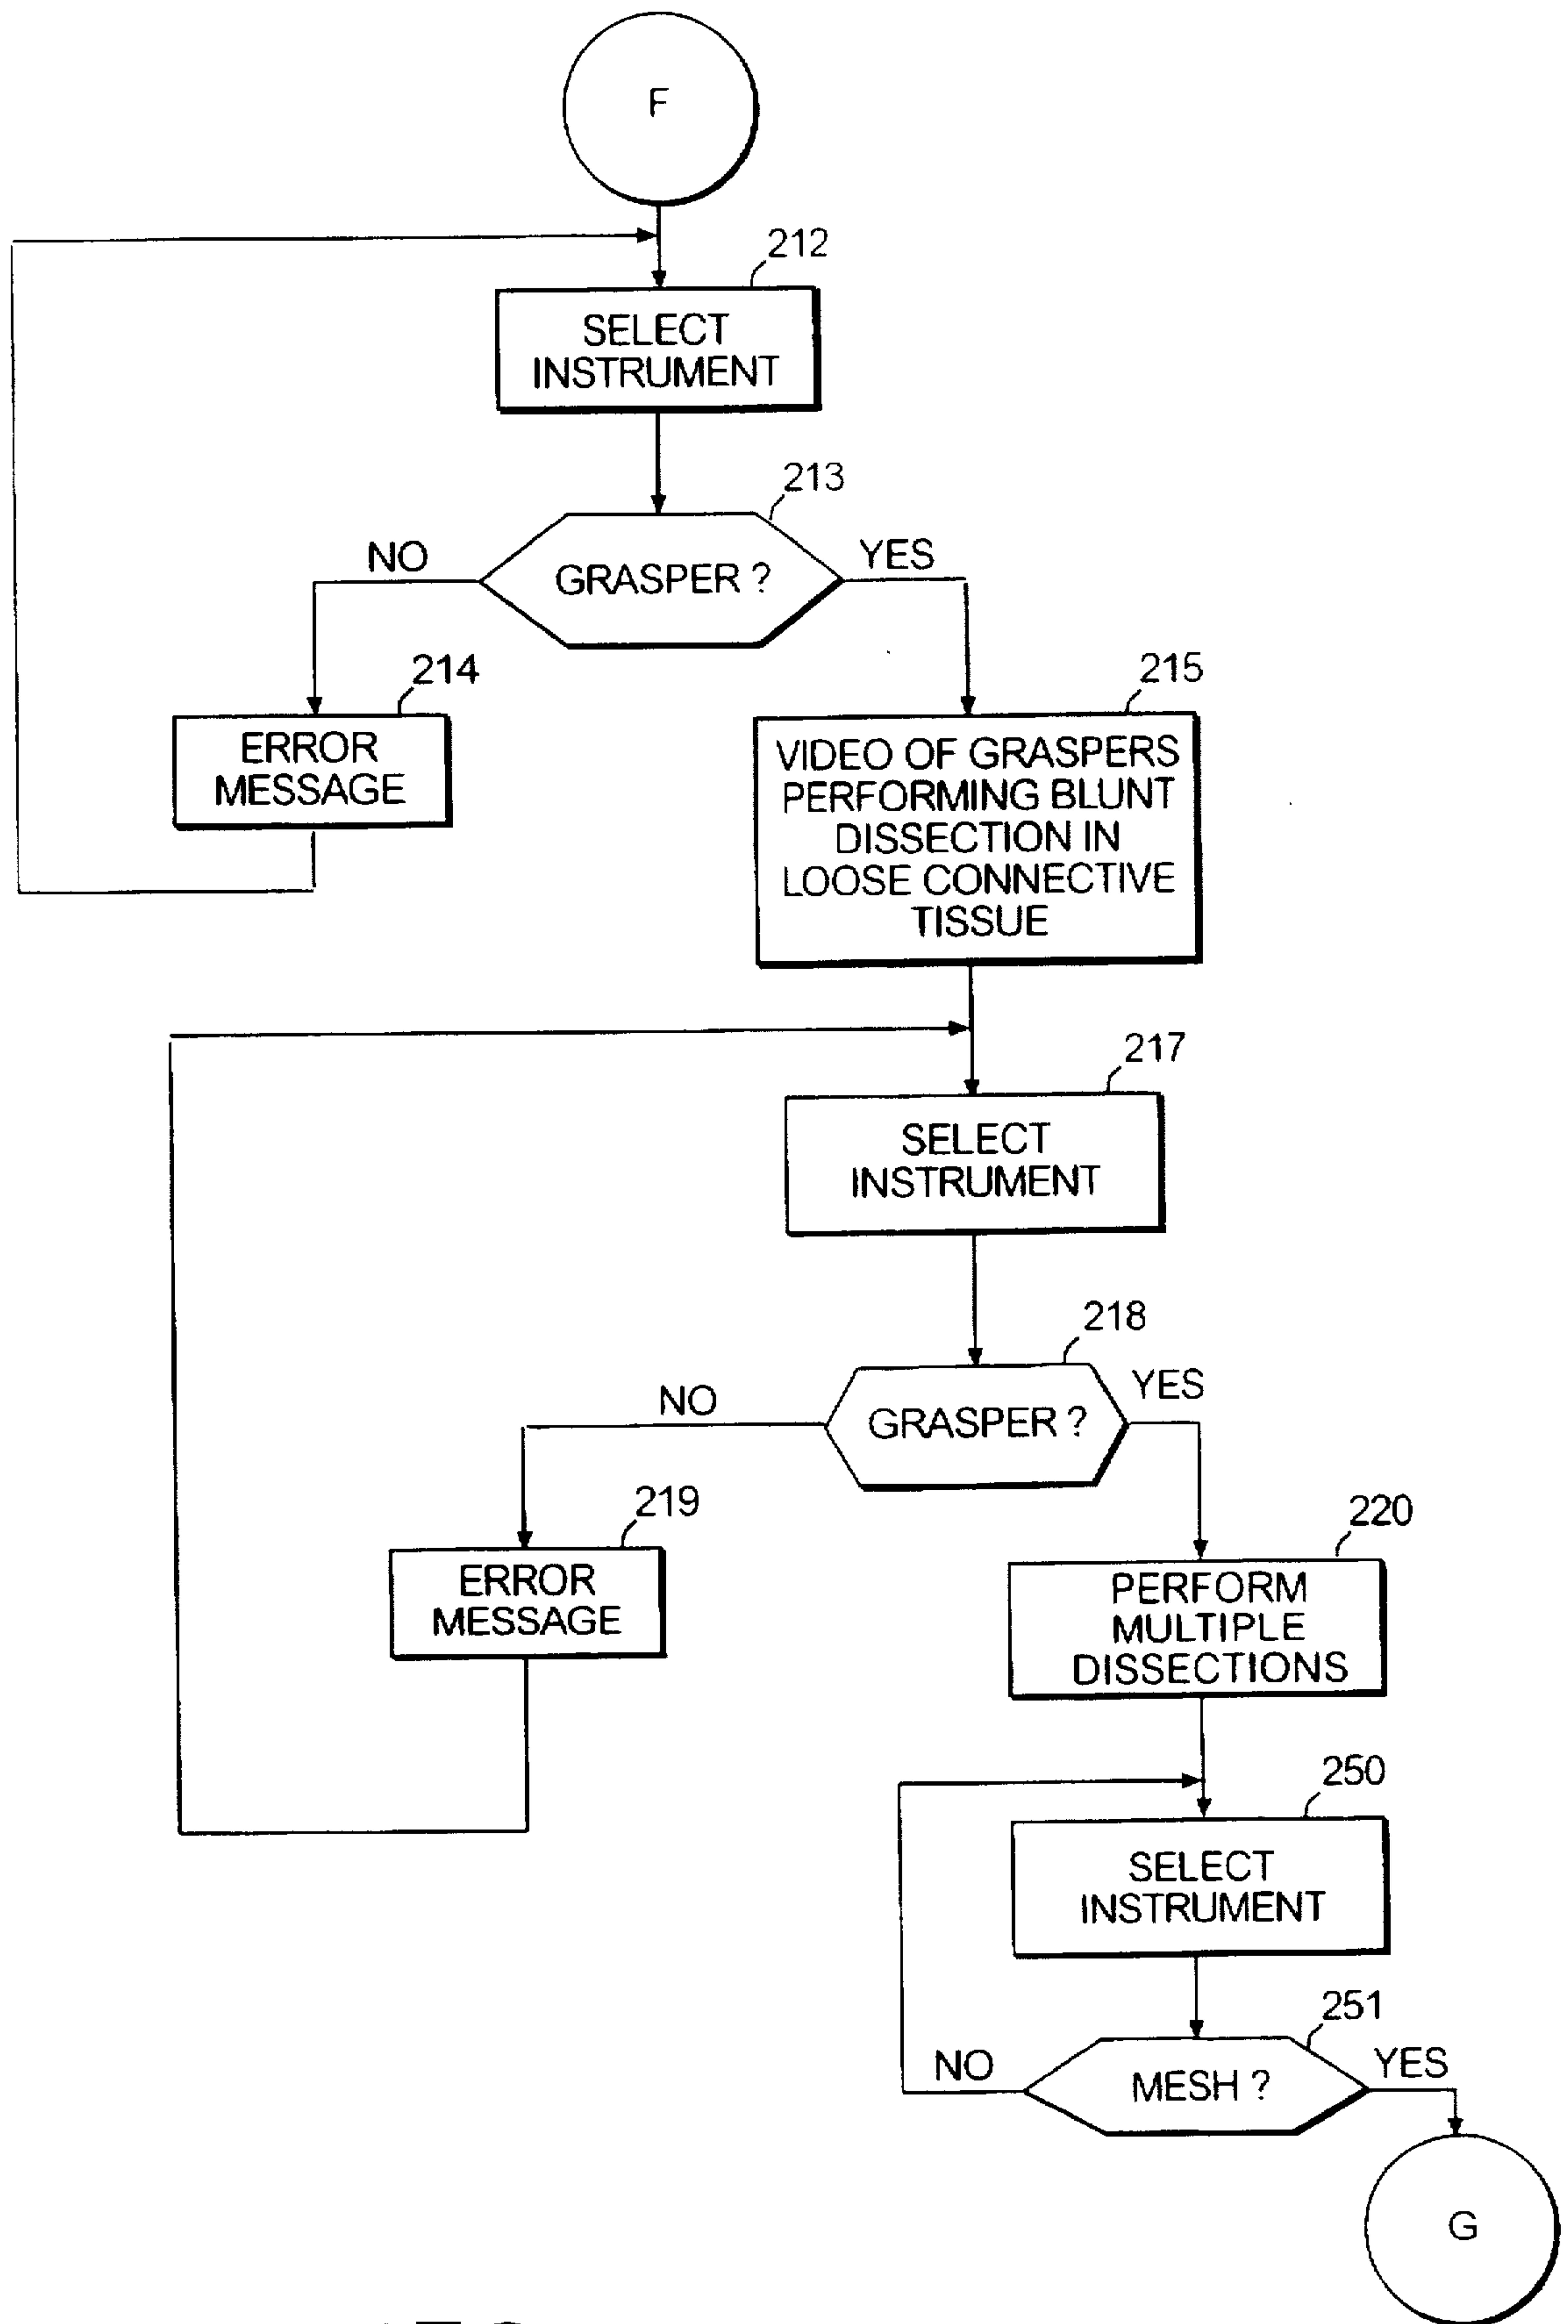 F
212
SELECT
INSTRUMENT
213
NO
YES
GRASPER ?
214
ERROR
MESSAGE
215
VIDEO OF GRASPERS
PERFORMING BLUNT
DISSECTION IN
LOOSE CONNECTIVE
TISSUE
217
SELECT
INSTRUMENT
218
NO
YES
GRASPER ?
219
ERROR
MESSAGE
220
PERFORM
MULTIPLE
DISSECTIONS
250
SELECT
INSTRUMENT
251
NO
YES
MESH ?
G